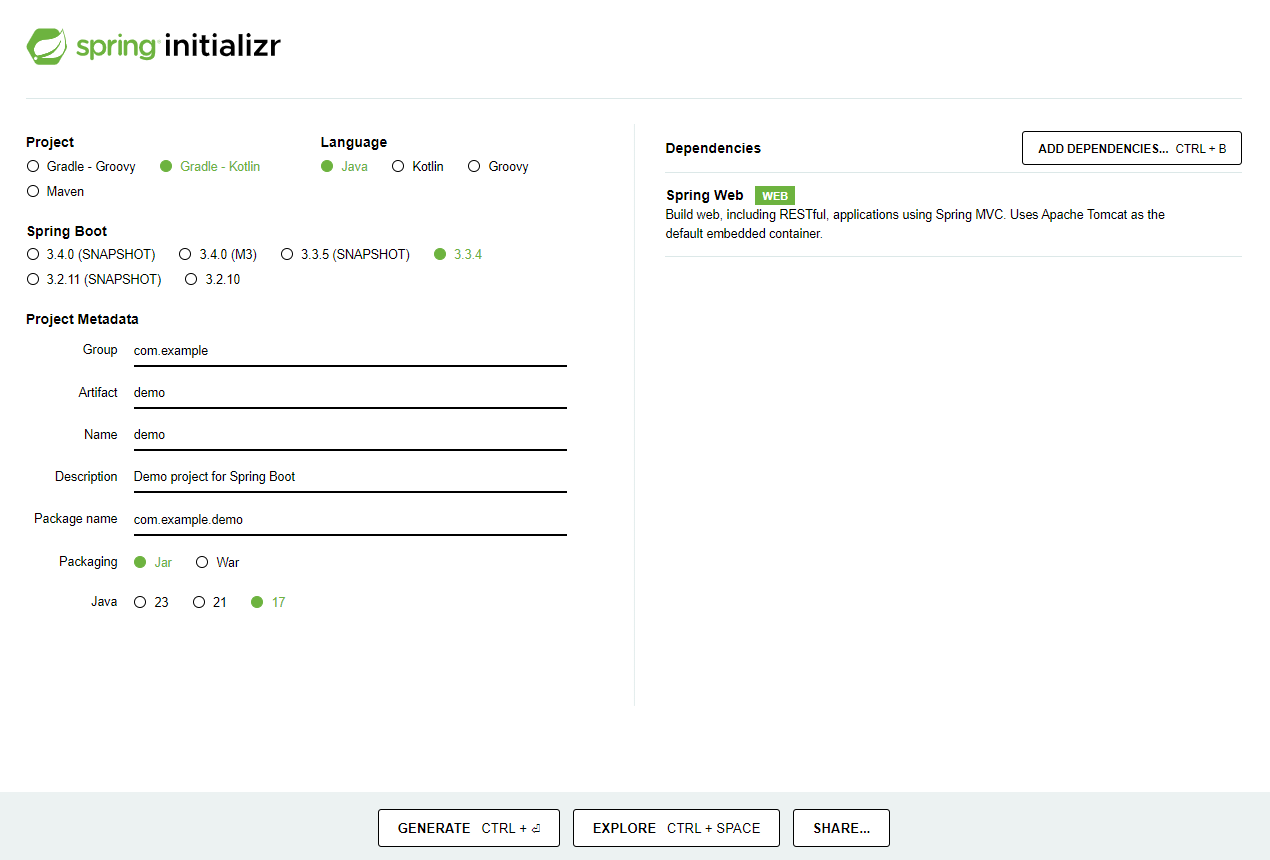 spring initializr
Project
Gradle - Groovy Gradle - Kotlin
Maven
Language
Java Kotlin Groovy
Spring Boot
3.4.0 (SNAPSHOT) 3.4.0 (M3) 3.3.5 (SNAPSHOT) 3.3.4
3.2.11 (SNAPSHOT) 3.2.10
Project Metadata
Group com.example
Artifact demo
Name demo
Description Demo project for Spring Boot
Package name com.example.demo
Packaging Jar War
Java 23 21 17
Dependencies
ADD DEPENDENCIES... CTRL + B
Spring Web WEB
Build web, including RESTful, applications using Spring MVC. Uses Apache Tomcat as the
default embedded container.
GENERATE CTRL + ⏎
EXPLORE CTRL + SPACE
SHARE...